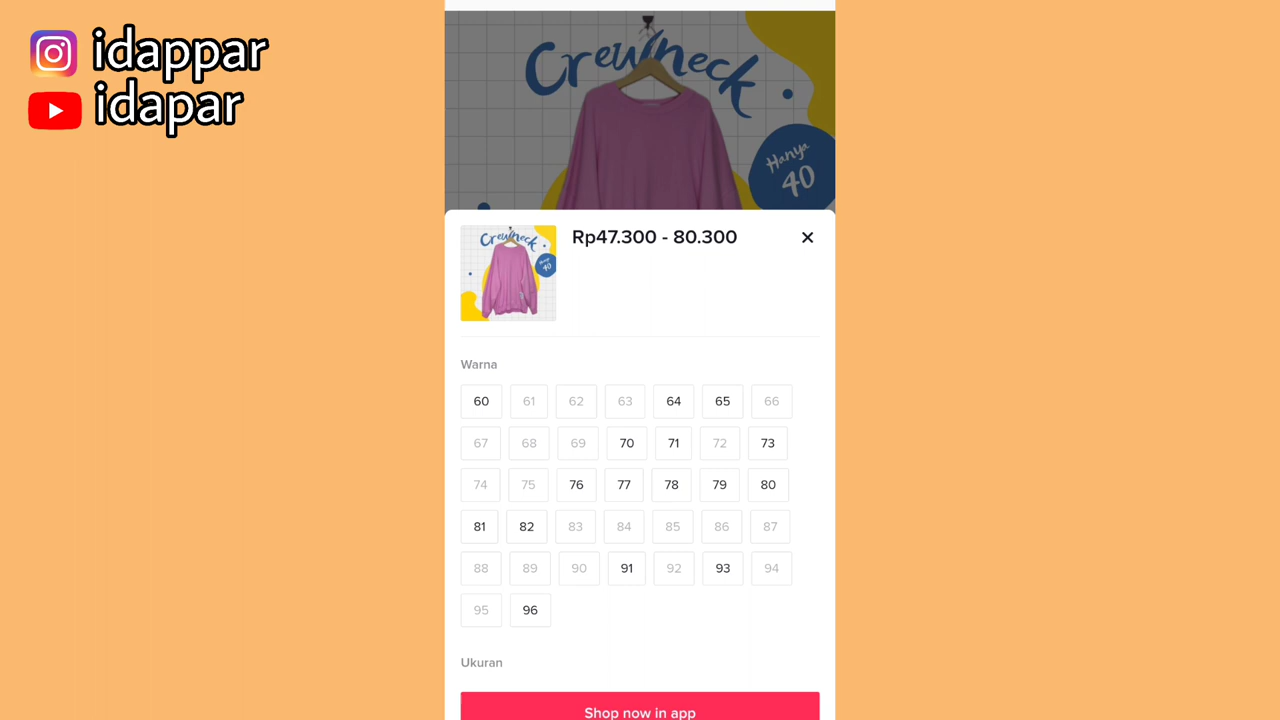 idappar
idapar
Crewneck
Hanya
40
Crewneck
Hanya
40
Rp47.300 - 80.300
Warna
60 61 62 63 64 65 66
67 68 69 70 71 72 73
74 75 76 77 78 79 80
81 82 83 84 85 86 87
88 89 90 91 92 93 94
95 96
Ukuran
Shop now in app